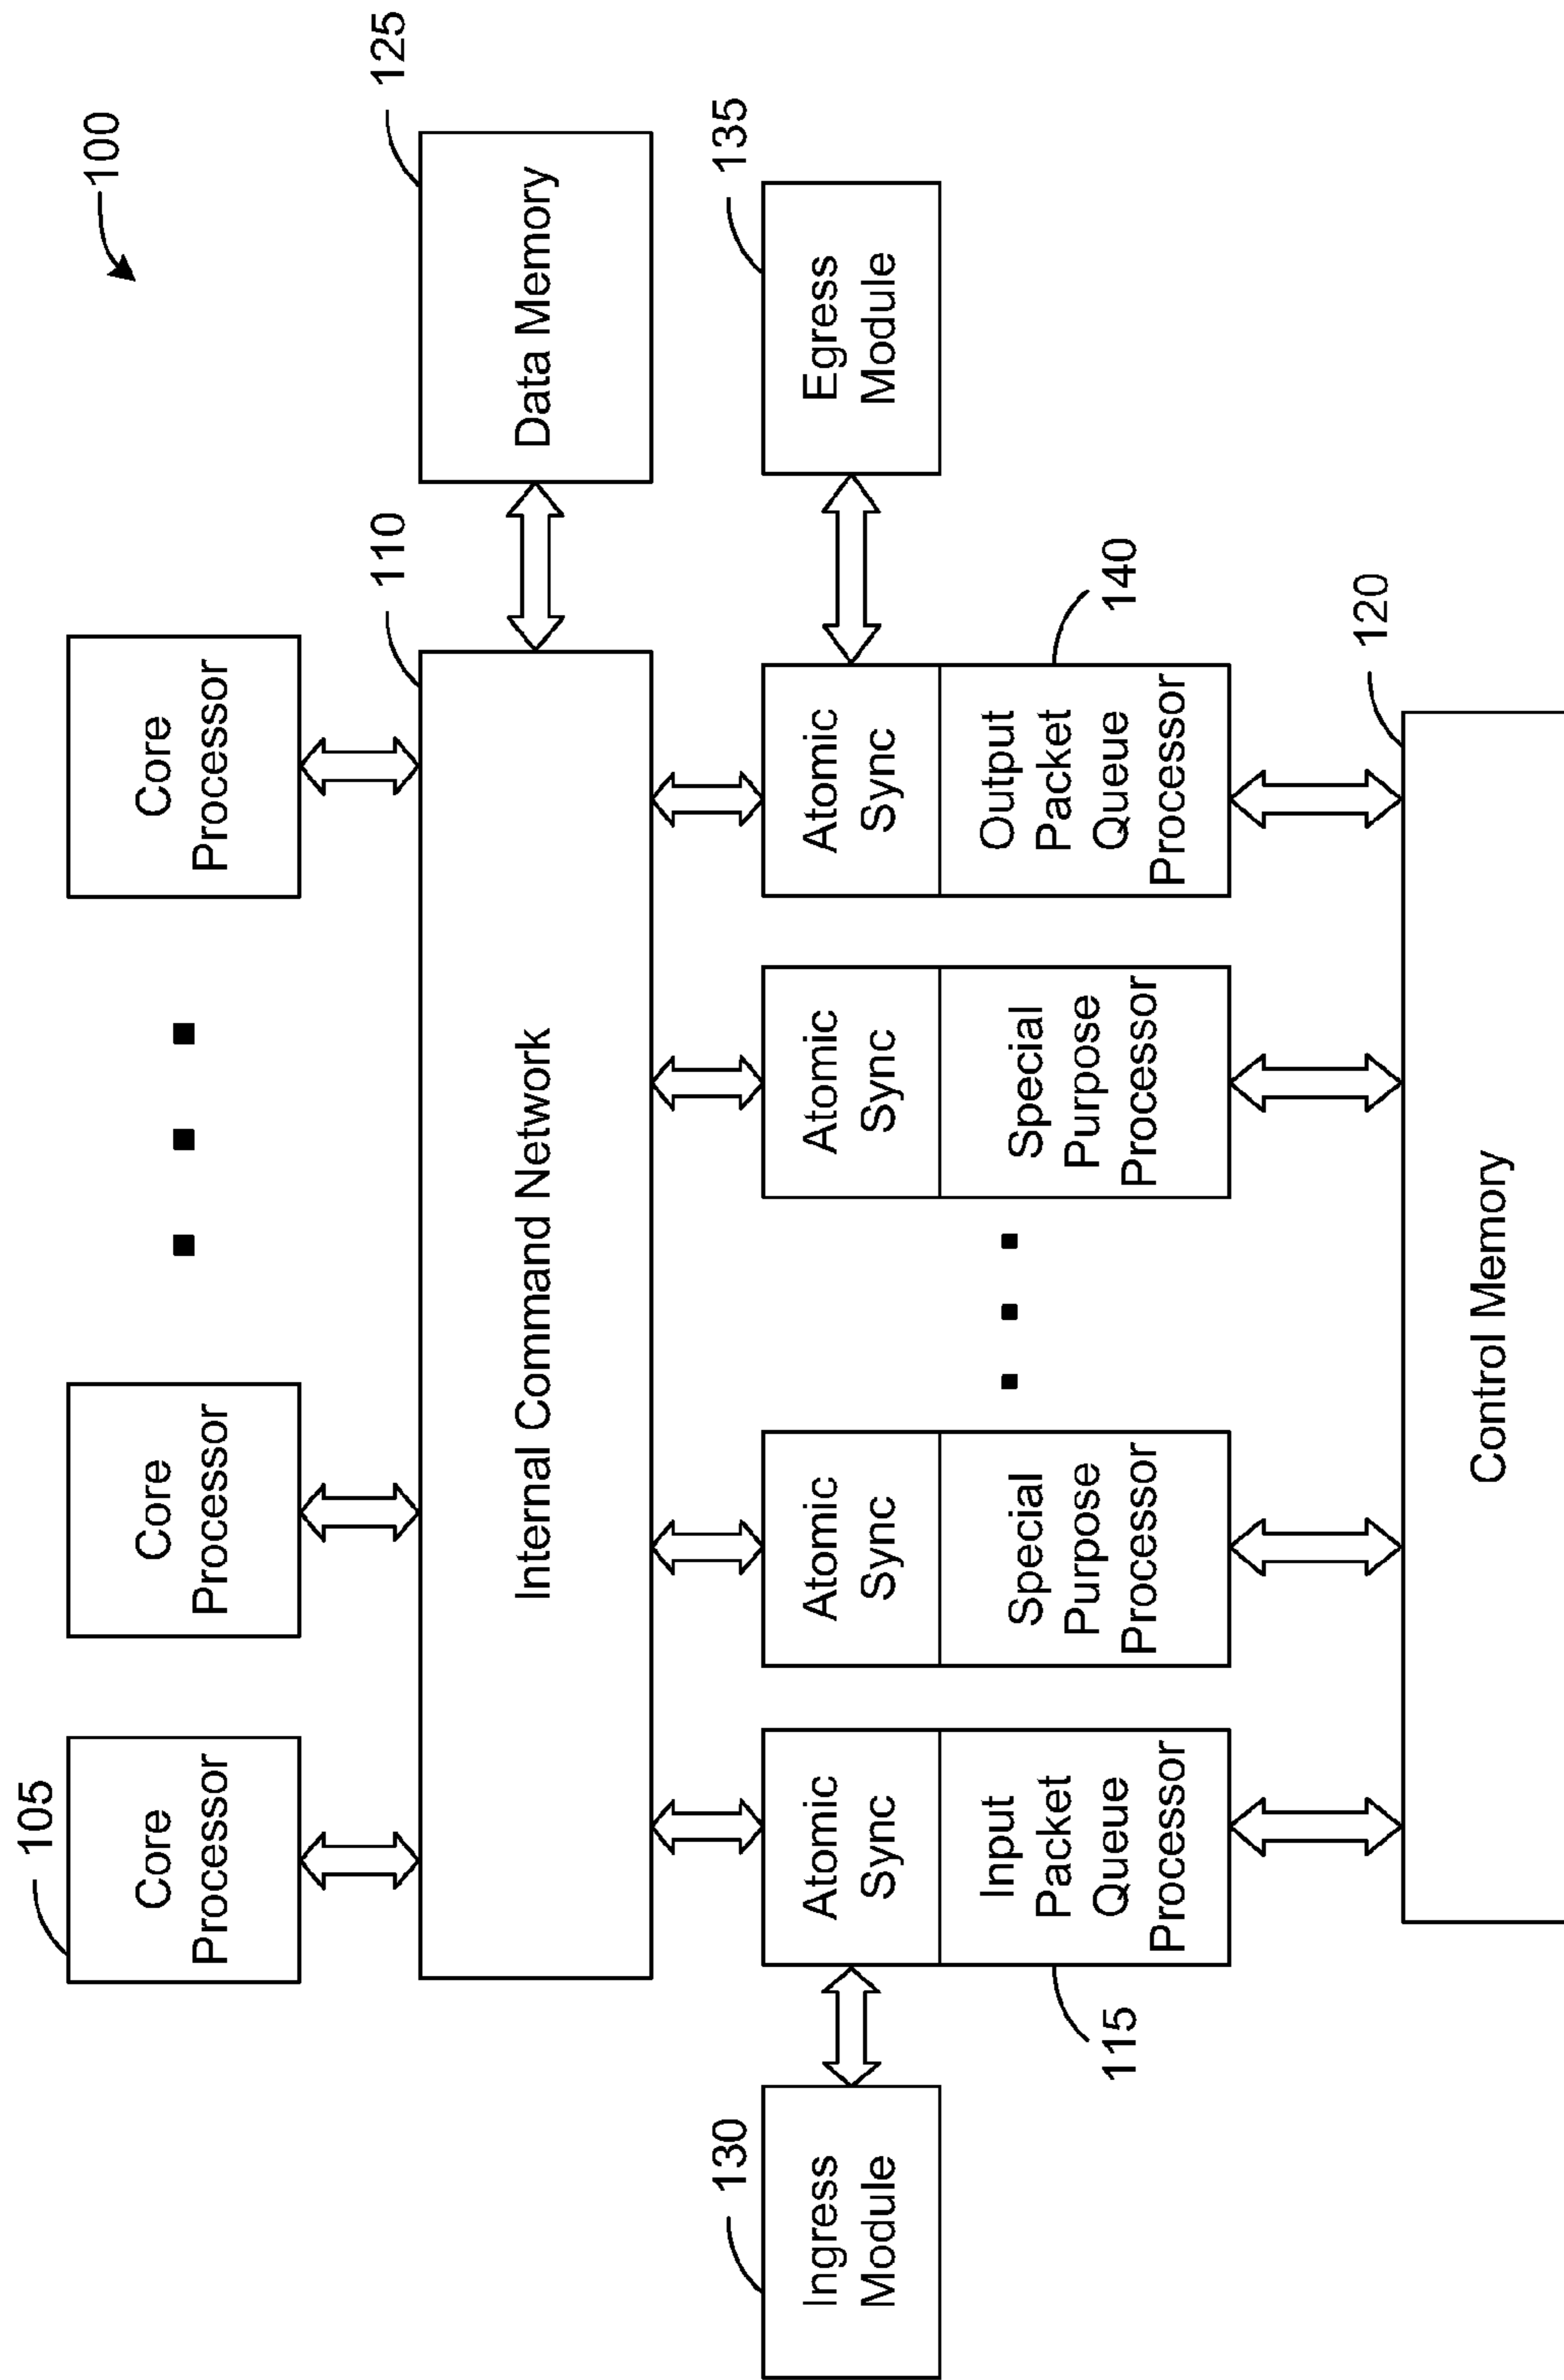 100
105
Core
Processor
Core
Processor
Core
Processor
110
125
Internal Command Network
Data Memory
130
Ingress
Module
Atomic
Sync
Input
Packet
Queue
Processor
115
Atomic
Sync
Special
Purpose
Processor
Atomic
Sync
Special
Purpose
Processor
Atomic
Sync
Output
Packet
Queue
Processor
140
135
Egress
Module
120
Control Memory